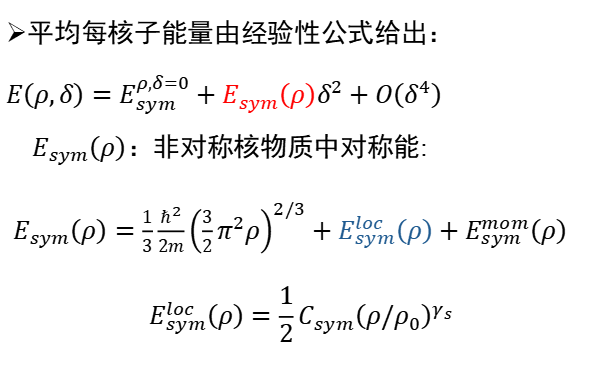 ➢平均每核子能量由经验性公式给出：
E(ρ,δ) = E_{sym}^{ρ,δ=0} + E_{sym}(ρ)δ² + O(δ⁴)
E_{sym}(ρ)：非对称核物质中对称能:
E_{sym}(ρ) = \frac{1}{3}\frac{ℏ²}{2m}(\frac{3}{2}π²ρ)^{2/3} + E_{sym}^{loc}(ρ) + E_{sym}^{mom}(ρ)
E_{sym}^{loc}(ρ) = \frac{1}{2}C_{sym}(ρ/ρ₀)^{γ_s}